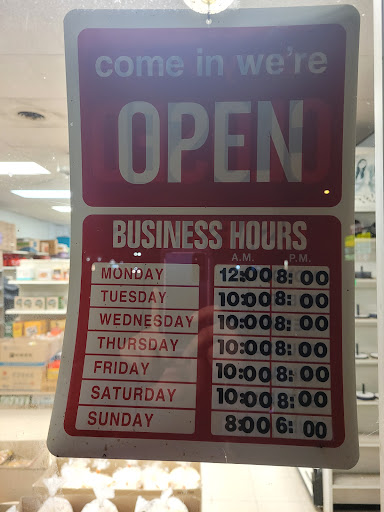 come in we're
OPEN
BUSINESS HOURS
A.M. P.M.
MONDAY 12:00 8:00
TUESDAY 10:00 8:00
WEDNESDAY 10:00 8:00
THURSDAY 10:00 8:00
FRIDAY 10:00 8:00
SATURDAY 10:00 8:00
SUNDAY 8:00 6:00